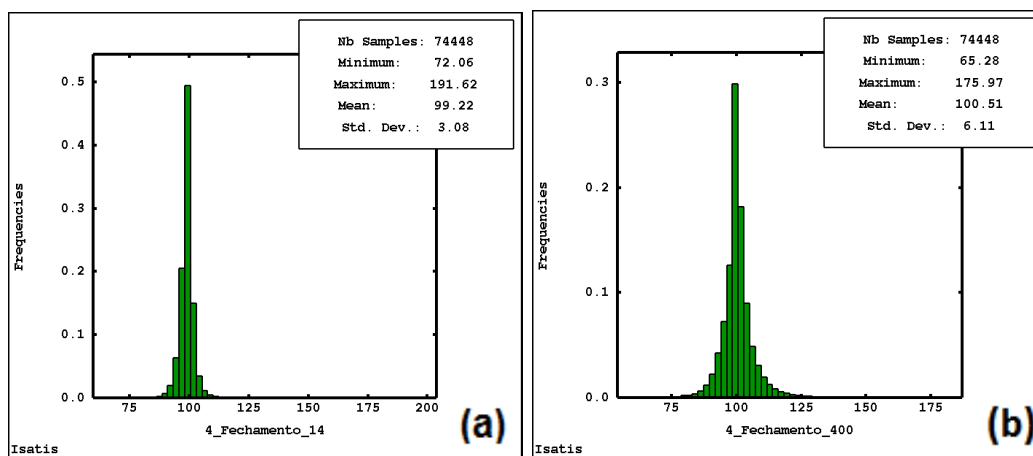 Nb Samples: 74448
Minimum: 72.06
Maximum: 191.62
Mean: 99.22
Std. Dev.: 3.08
0.5
0.4
0.3
0.2
0.1
0.0
Frequencies
75 100 125 150 175 200
4_Fechamento_14
(a)
Isatis
Nb Samples: 74448
Minimum: 65.28
Maximum: 175.97
Mean: 100.51
Std. Dev.: 6.11
0.3
0.2
0.1
0.0
Frequencies
75 100 125 150 175
4_Fechamento_400
(b)
Isatis